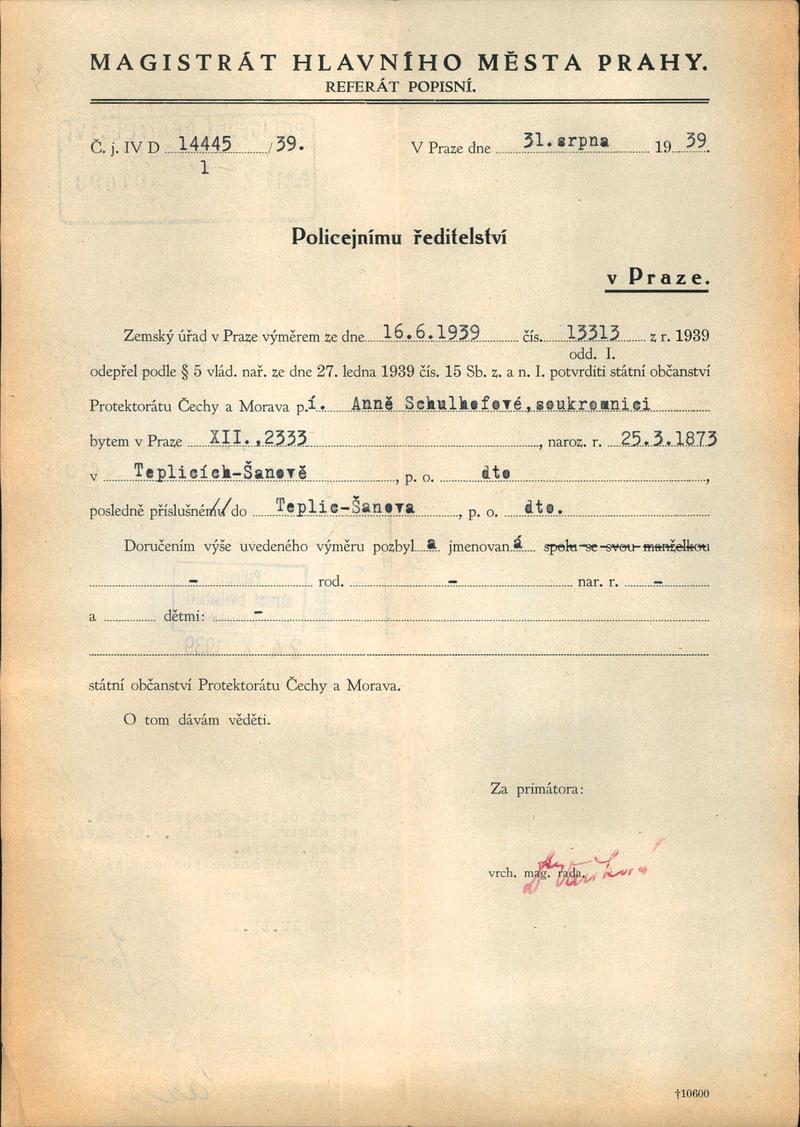 MAGISTRÁT HLAVNÍHO MĚSTA PRAHY.
REFERÁT POPISNÍ.
Č. j. IV D 14445/39. V Praze dne 31.srpna 1939.
1
Policejnímu ředitelství
v Praze.
Zemský úřad v Praze výměrem ze dne 16.6.1939 čís. 13313 z r. 1939
odd. I.
odepřel podle § 5 vlád. nař. ze dne 27. ledna 1939 čís. 15 Sb. z. a n. I. potvrditi státní občanství
Protektorátu Čechy a Morava p.í. Anně Schulhofové,soukromnici
bytem v Praze XII.,2333, naroz. r. 25.3.1873
v Teplicích-Šanově, p. o. dto,
posledně příslušnému// do Teplic-Šanova, p. o. dto.
Doručením výše uvedeného výměru pozbyl a jmenovan á spolu se svou manželkou
- rod. - nar. r. -
a dětmi: -
státní občanství Protektorátu Čechy a Morava.
O tom dávám věděti.
Za primátora:
vrch. mag. rada.
†10600